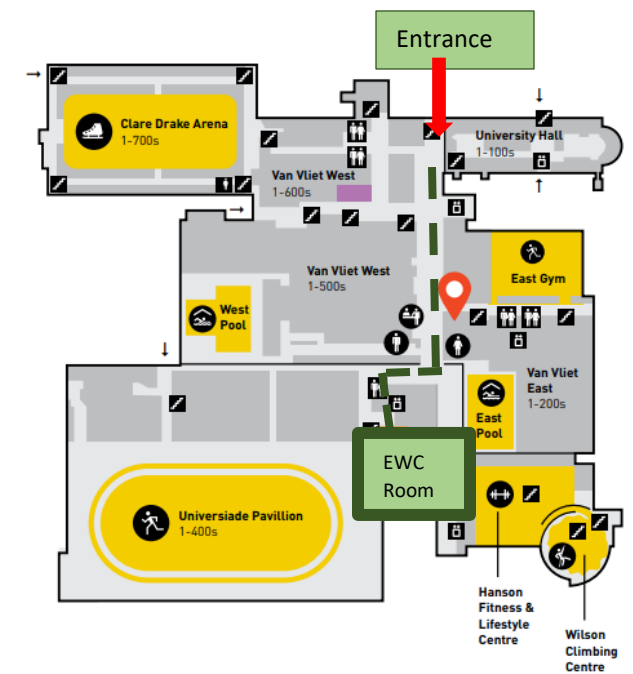 Entrance
Clare Drake Arena
1-700s
University Hall
1-100s
Van Vliet West
1-600s
Van Vliet West
1-500s
East Gym
West
Pool
Van Vliet
East
1-200s
East
Pool
EWC
Room
Universiade Pavillion
1-400s
Hanson
Fitness &
Lifestyle
Centre
Wilson
Climbing
Centre